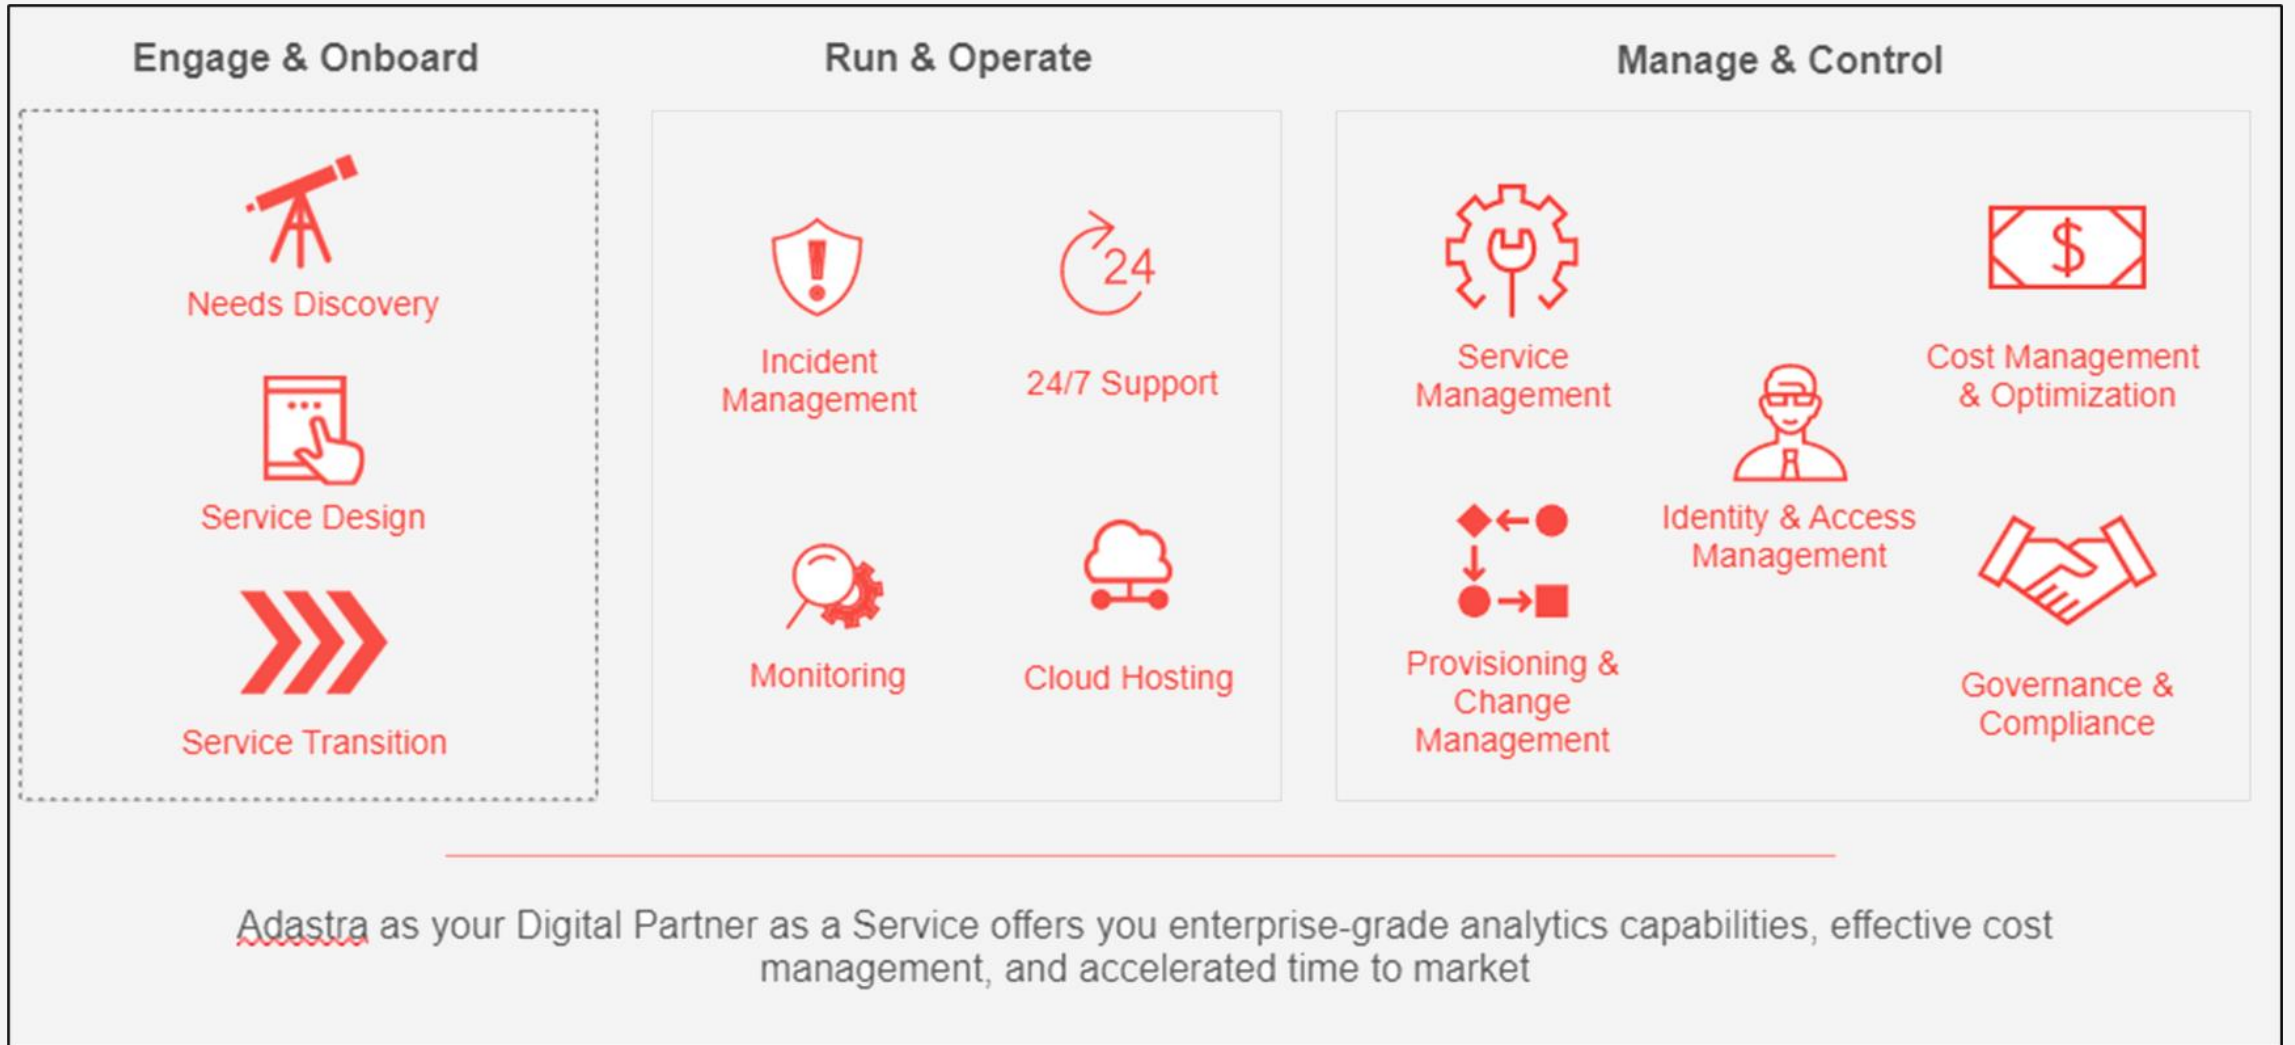 Engage & Onboard
Needs Discovery
Service Design
Service Transition
Run & Operate
Incident
Management
24
24/7 Support
Monitoring
Cloud Hosting
Manage & Control
Service
Management
$
Cost Management
& Optimization
Identity & Access
Management
Provisioning &
Change
Management
Governance &
Compliance
Adastra as your Digital Partner as a Service offers you enterprise-grade analytics capabilities, effective cost
management, and accelerated time to market